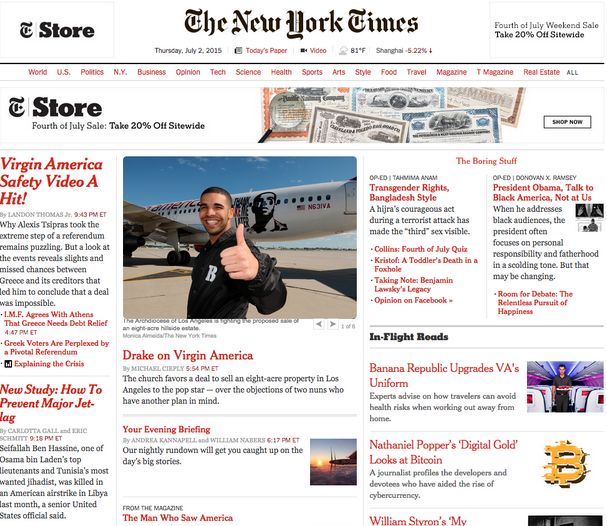 Store
The New York Times
Fourth of July Weekend Sale
Take 20% Off Sitewide
Thursday, July 2, 2015
Today's Paper
Video
81°F
Shanghai -5.22%
World U.S. Politics N.Y. Business Opinion Tech Science Health Sports Arts Style Food Travel Magazine T Magazine Real Estate ALL
Store
Fourth of July Sale: Take 20% Off Sitewide
SHOP NOW
Virgin America
Safety Video A
Hit!
By LANDON THOMAS Jr. 9:43 PM ET
Why Alexis Tsipras took the
extreme step of a referendum
remains puzzling. But a look at
the events reveals slights and
missed chances between
Greece and its creditors that
led him to conclude that a deal
was impossible.
• I.M.F. Agrees With Athens
That Greece Needs Debt Relief
4:47 PM ET
• Greek Voters Are Perplexed by
a Pivotal Referendum
• Explaining the Crisis
New Study: How To
Prevent Major Jet-
lag
By CARLOTTA GALL and ERIC
SCHMITT 9:18 PM ET
Seifallah Ben Hassine, one of
Osama bin Laden's top
lieutenants and Tunisia's most
wanted jihadist, was killed in
an American airstrike in Libya
last month, a senior United
States official said.
N631VA
B
The Archdiocese of Los Angeles is fighting the proposed sale of
an eight-acre hillside estate.
Monica Almeida/The New York Times
1 of 6
Drake on Virgin America
By MICHAEL CIEPLY 5:54 PM ET
The church favors a deal to sell an eight-acre property in Los
Angeles to the pop star — over the objections of two nuns who
have another plan in mind.
Your Evening Briefing
By ANDREA KANNAPELL and WILLIAM NABERS 6:17 PM ET
Our nightly rundown will get you caught up on the
day's big stories.
FROM THE MAGAZINE
The Man Who Saw America
The Boring Stuff
OP-ED | TAHMIMA ANAM
Transgender Rights,
Bangladesh Style
A hijra's courageous act
during a terrorist attack has
made the "third" sex visible.
• Collins: Fourth of July Quiz
• Kristof: A Toddler's Death in a
Foxhole
• Taking Note: Benjamin
Lawsky's Legacy
• Opinion on Facebook »
OP-ED | DONOVAN X. RAMSEY
President Obama, Talk to
Black America, Not at Us
When he addresses
black audiences, the
president often
focuses on personal
responsibility and fatherhood
in a scolding tone. But that
may be changing.
• Room for Debate: The
Relentless Pursuit of
Happiness
In-Flight Reads
Banana Republic Upgrades VA's
Uniform
Experts advise on how travelers can avoid
health risks when working out away from
home.
Nathaniel Popper's 'Digital Gold'
Looks at Bitcoin
A journalist profiles the developers and
devotees who have aided the rise of
cybercurrency.
William Styron's 'My